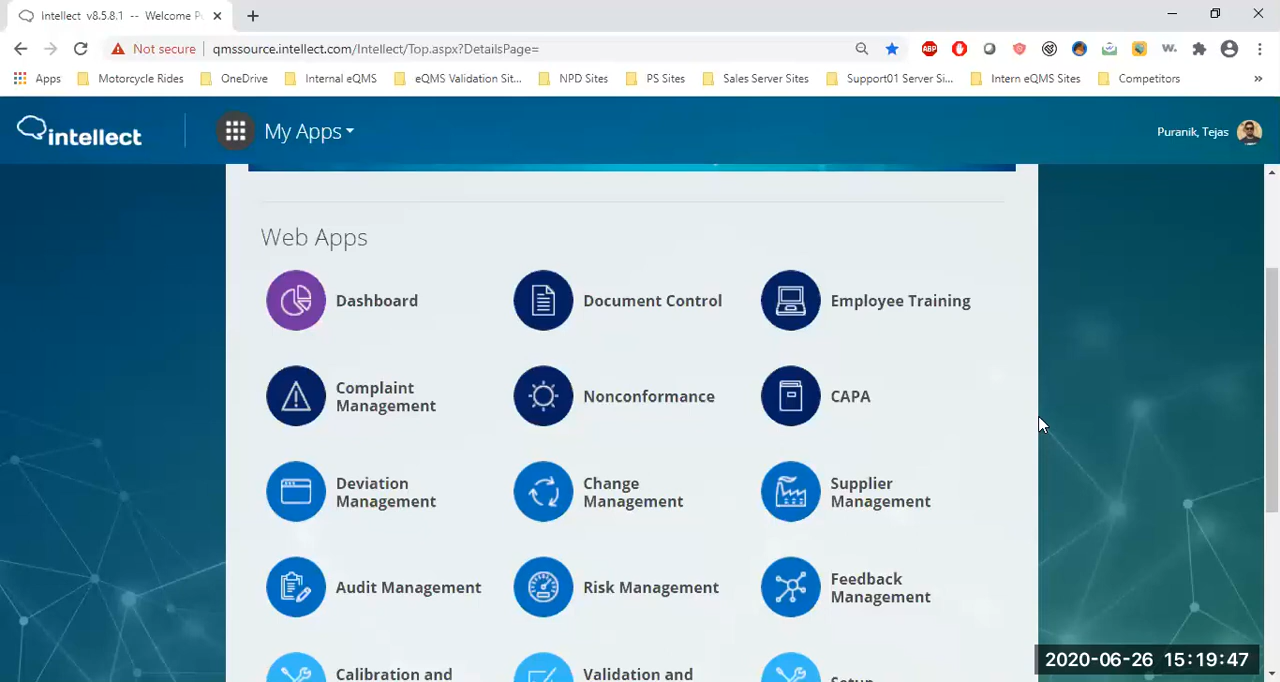 Intellect v8.5.8.1 -- Welcome P
Not secure
qmssource.intellect.com/Intellect/Top.aspx?DetailsPage=
ABP
W.
Apps
Motorcycle Rides
OneDrive
Internal eQMS
eQMS Validation Sit...
NPD Sites
PS Sites
Sales Server Sites
Support01 Server Si...
Intern eQMS Sites
Competitors
»
intellect
My Apps
Puranik, Tejas
Web Apps
Dashboard
Document Control
Employee Training
Complaint
Management
Nonconformance
CAPA
Deviation
Management
Change
Management
Supplier
Management
Audit Management
Risk Management
Feedback
Management
Calibration and
Validation and
Setup
2020-06-26 15:19:47